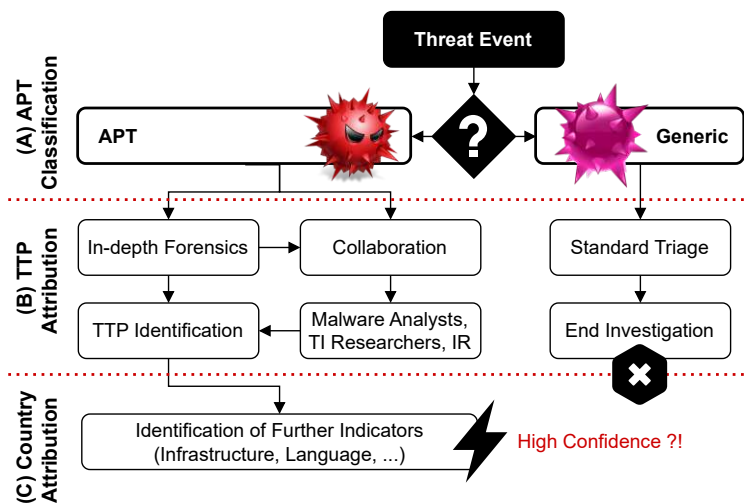 Threat Event
(A) APT
Classification
APT
?
Generic
(B) TTP
Attribution
In-depth Forensics
Collaboration
Standard Triage
TTP Identification
Malware Analysts,
TI Researchers, IR
End Investigation
(C) Country
Attribution
Identification of Further Indicators
(Infrastructure, Language, ...)
High Confidence ?!